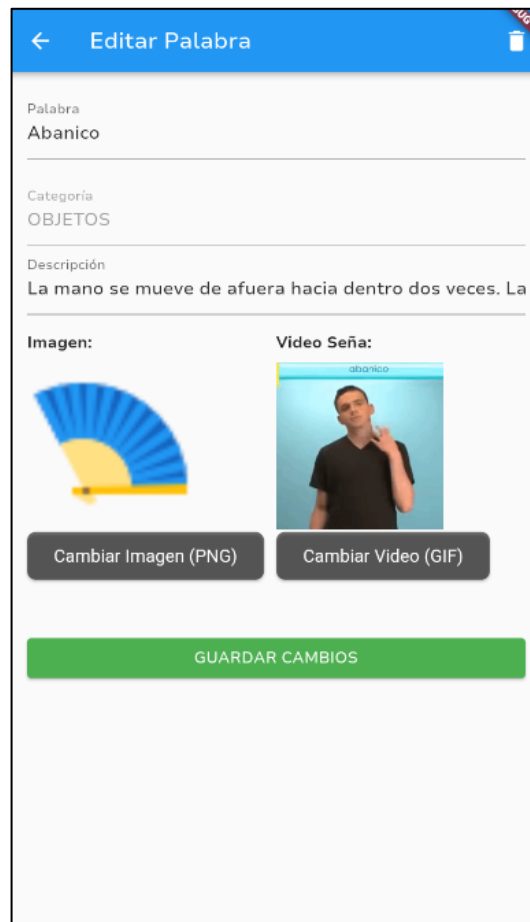 Editar Palabra
Palabra
Abanico
Categoría
OBJETOS
Descripción
La mano se mueve de afuera hacia dentro dos veces. La
Imagen:
Video Seña:
abanico
Cambiar Imagen (PNG)
Cambiar Video (GIF)
GUARDAR CAMBIOS